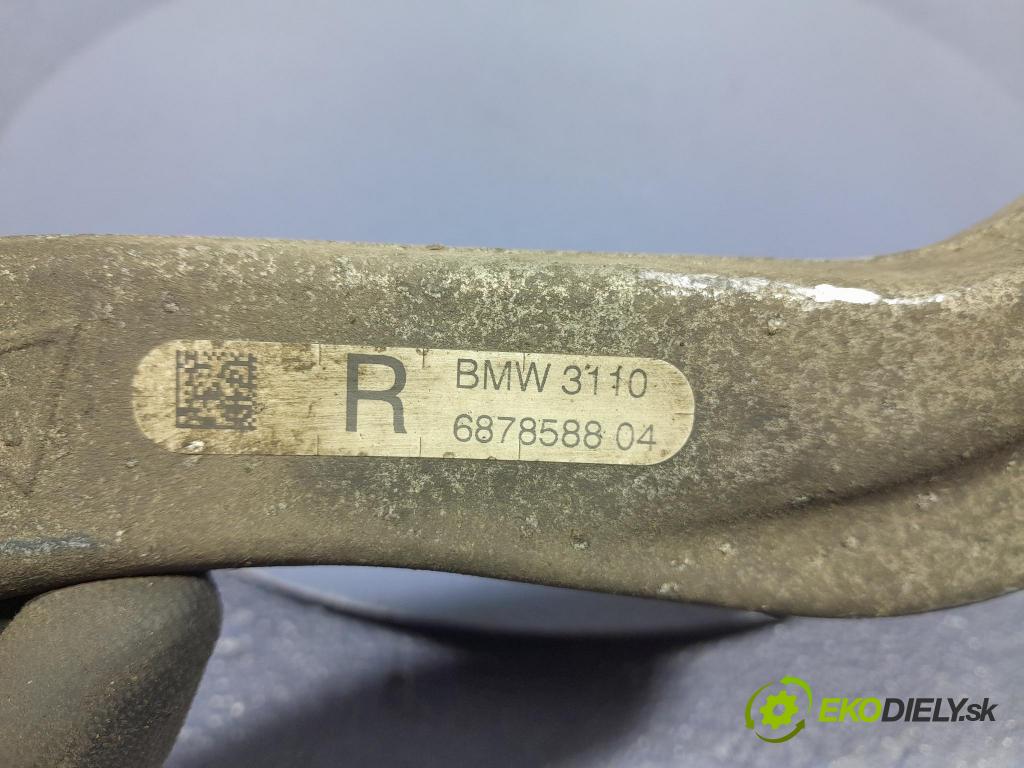 R
BMW 3110
6878588 04
EKODIELY.sk